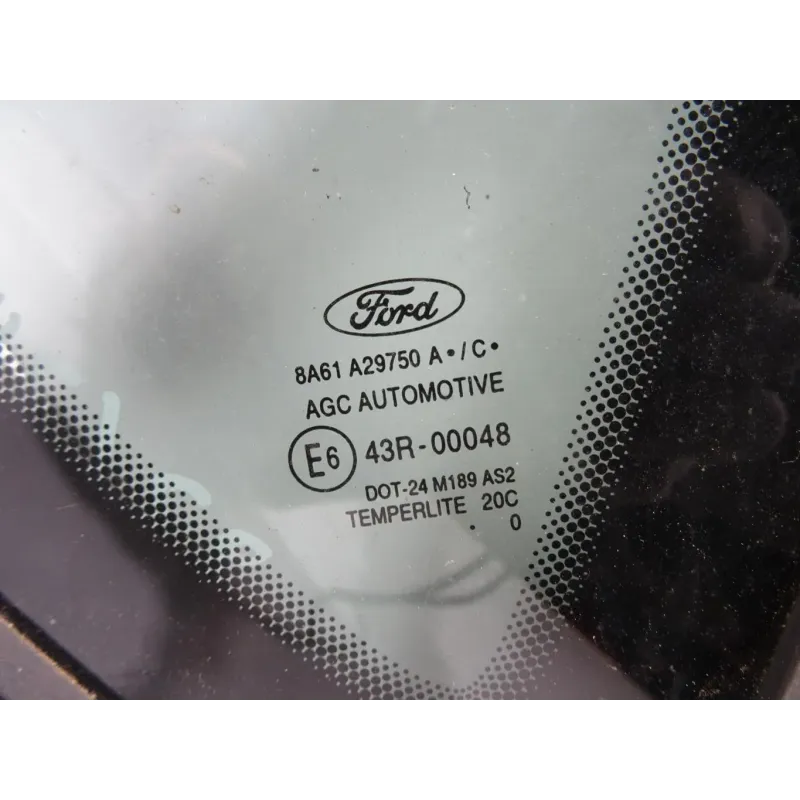 Ford
8A61 A29750 A•/C•
AGC AUTOMOTIVE
E6 43R-00048
DOT-24 M189 AS2
TEMPERLITE 20C
. 0